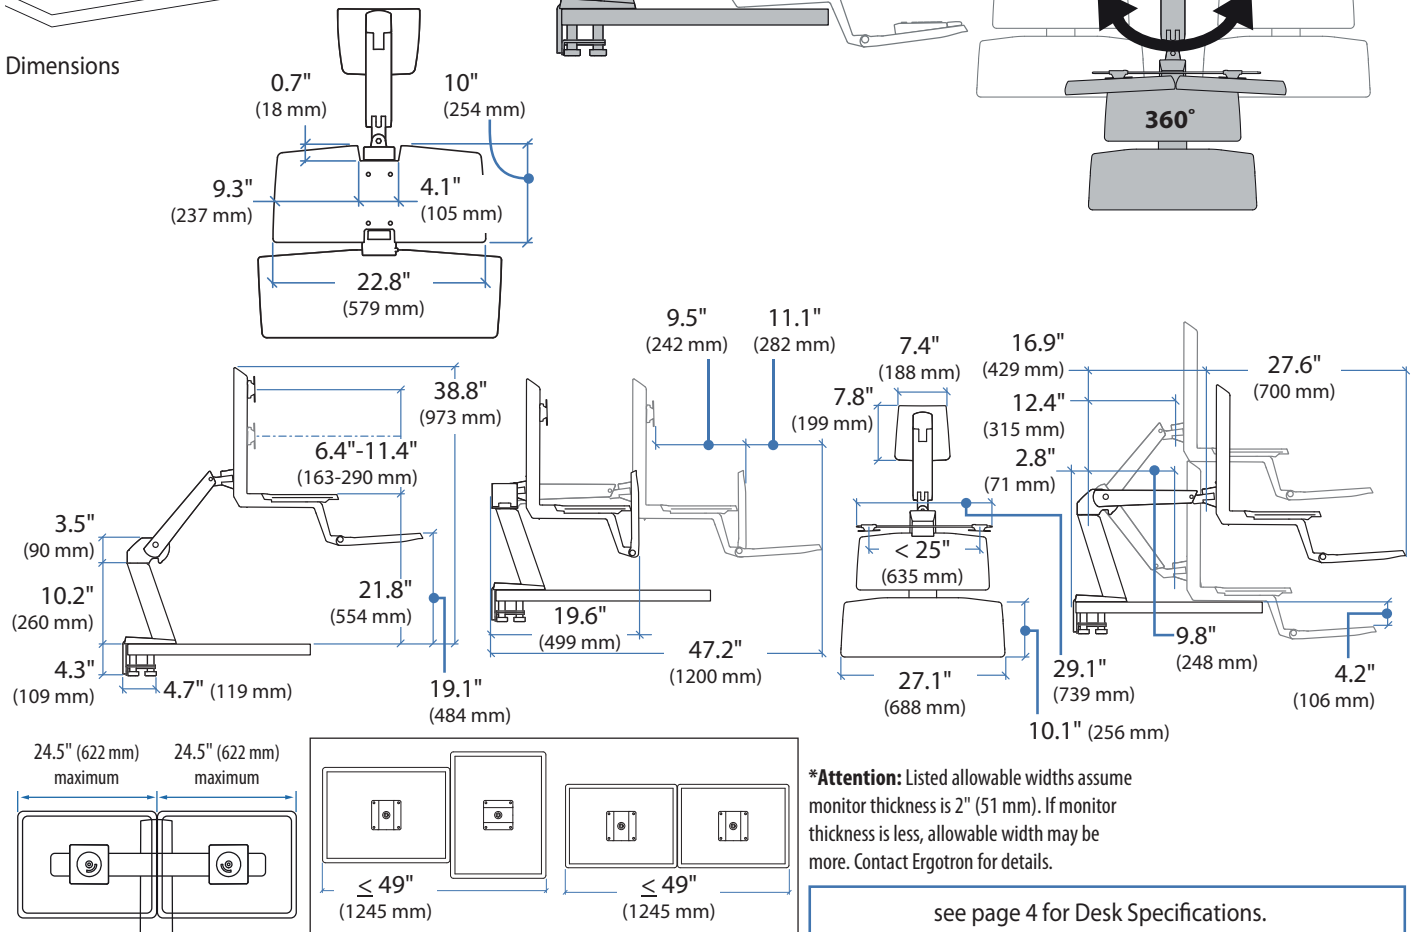 Dimensions
360°
0.7"
(18 mm)
10"
(254 mm)
9.3"
(237 mm)
4.1"
(105 mm)
22.8"
(579 mm)
38.8"
(973 mm)
6.4"-11.4"
(163-290 mm)
3.5"
(90 mm)
10.2"
(260 mm)
21.8"
(554 mm)
4.3"
(109 mm)
4.7" (119 mm)
19.1"
(484 mm)
9.5"
(242 mm)
11.1"
(282 mm)
19.6"
(499 mm)
47.2"
(1200 mm)
7.4"
(188 mm)
7.8"
(199 mm)
< 25"
(635 mm)
27.1"
(688 mm)
29.1"
(739 mm)
10.1" (256 mm)
16.9"
(429 mm)
27.6"
(700 mm)
12.4"
(315 mm)
2.8"
(71 mm)
9.8"
(248 mm)
4.2"
(106 mm)
24.5" (622 mm)
maximum
24.5" (622 mm)
maximum
≤ 49"
(1245 mm)
≤ 49"
(1245 mm)
*Attention: Listed allowable widths assume
monitor thickness is 2" (51 mm). If monitor
thickness is less, allowable width may be
more. Contact Ergotron for details.
see page 4 for Desk Specifications.